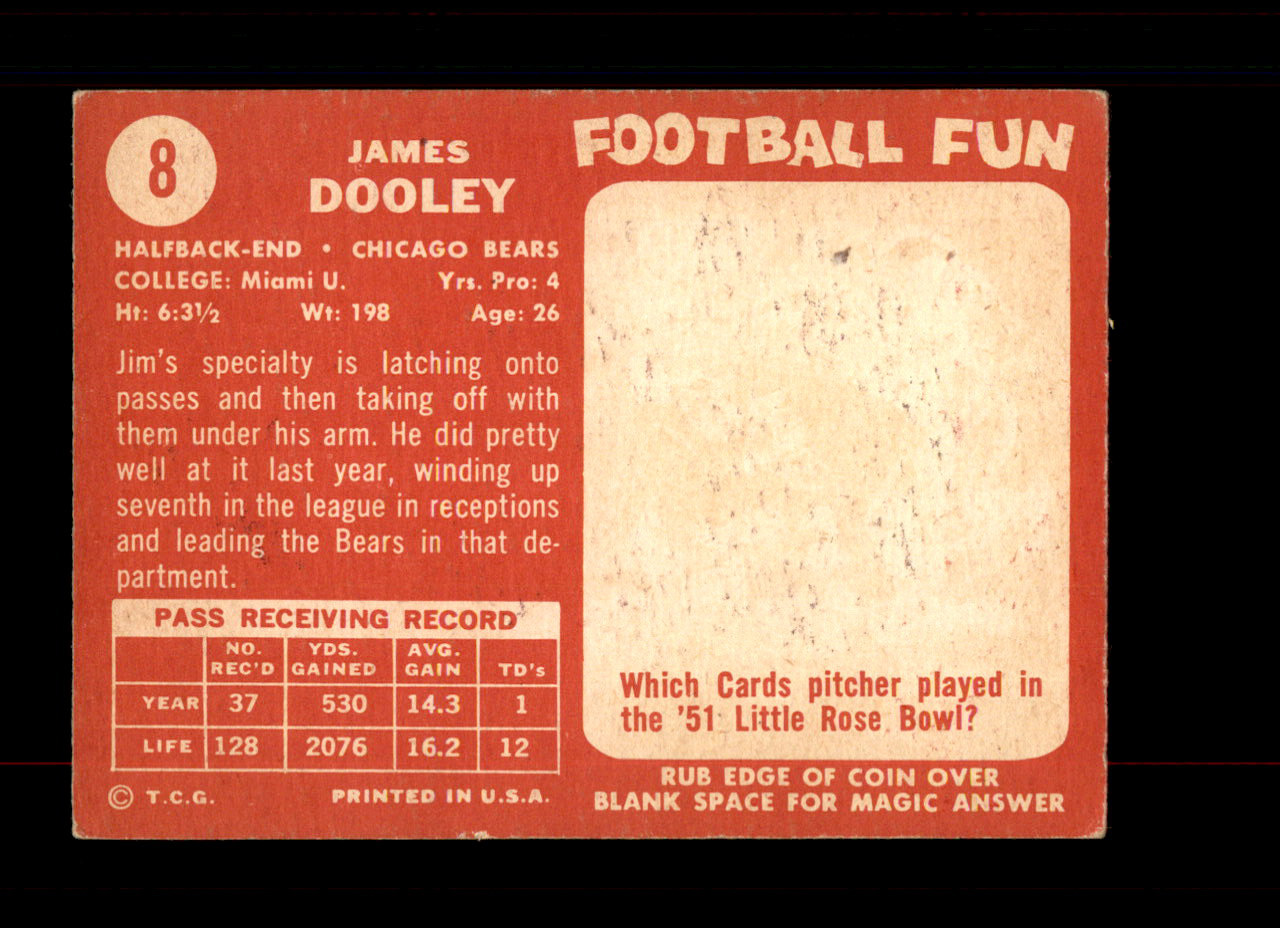 8
JAMES
DOOLEY
HALFBACK-END • CHICAGO BEARS
COLLEGE: Miami U. Yrs. Pro: 4
Ht: 6:3½ Wt: 198 Age: 26
Jim's specialty is latching onto
passes and then taking off with
them under his arm. He did pretty
well at it last year, winding up
seventh in the league in receptions
and leading the Bears in that de-
partment.
PASS RECEIVING RECORD
NO. REC'D YDS. GAINED AVG. GAIN TD's
YEAR 37 530 14.3 1
LIFE 128 2076 16.2 12
© T.C.G. PRINTED IN U.S.A.
FOOTBALL FUN
Which Cards pitcher played in
the '51 Little Rose Bowl?
RUB EDGE OF COIN OVER
BLANK SPACE FOR MAGIC ANSWER